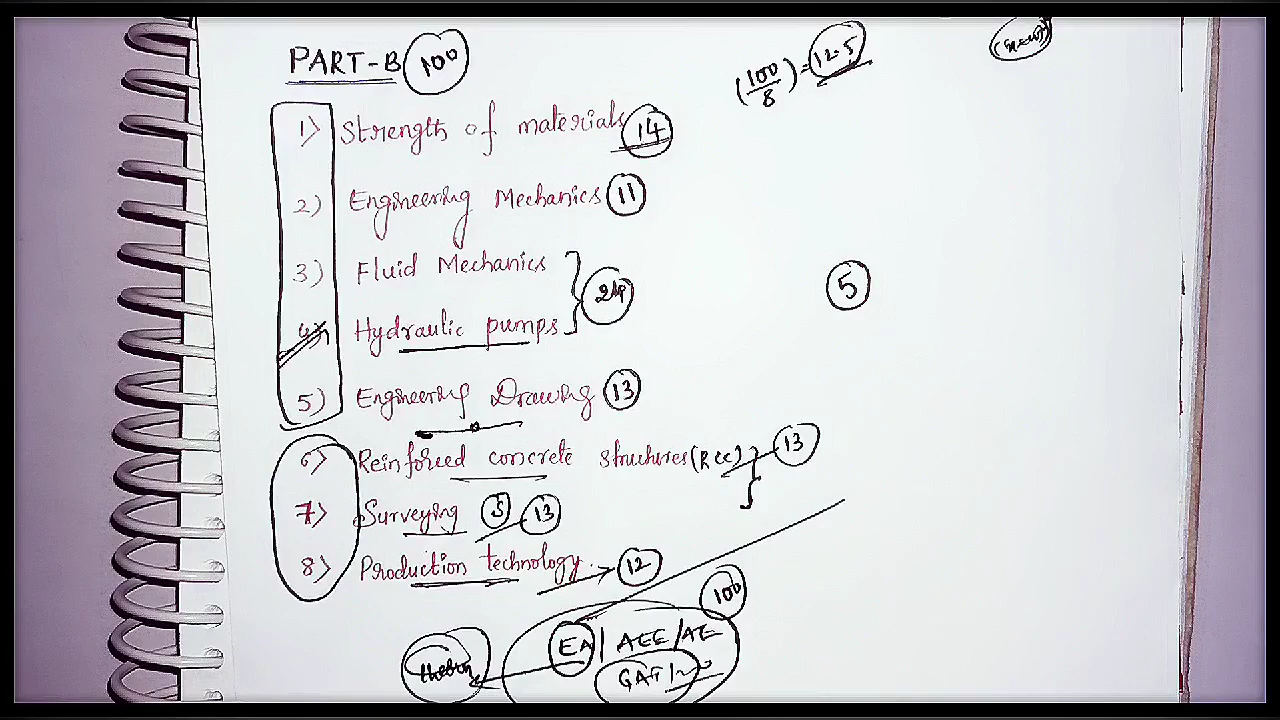 PART-B 100
(100/8) = 12.5
1) Strength of materials 14
2) Engineering Mechanics 11
3) Fluid Mechanics
24
4) Hydraulic pumps
5
5) Engineering Drawing 13
6) Reinforced concrete structures (RCC) 13
7) Surveying 5 13
8) Production technology. → 12
100
EA / AEE / AE
theory
GATE